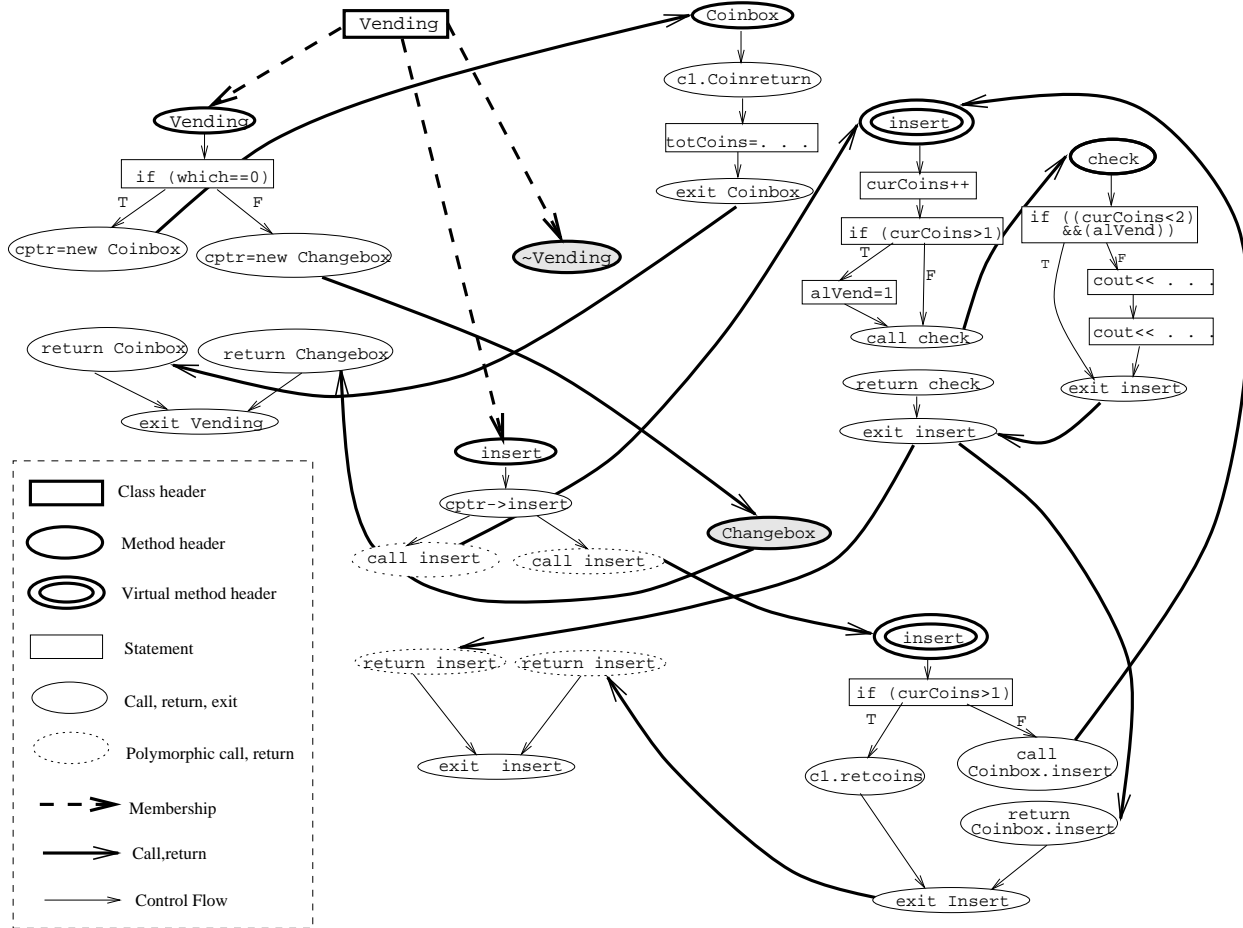 Vending
Coinbox
c1.Coinreturn
totCoins=. . .
exit Coinbox
Vending
if (which==0)
T
F
cptr=new Coinbox
cptr=new Changebox
~Vending
return Coinbox
return Changebox
exit Vending
insert
curCoins++
if (curCoins>1)
T
F
alVend=1
call check
return check
exit insert
check
if ((curCoins<2)
&&(alVend))
T
F
cout<< . . .
cout<< . . .
exit insert
insert
cptr->insert
call insert
call insert
Changebox
return insert
return insert
exit insert
insert
if (curCoins>1)
T
F
c1.retcoins
call
Coinbox.insert
return
Coinbox.insert
exit Insert
Class header
Method header
Virtual method header
Statement
Call, return, exit
Polymorphic call, return
Membership
Call,return
Control Flow